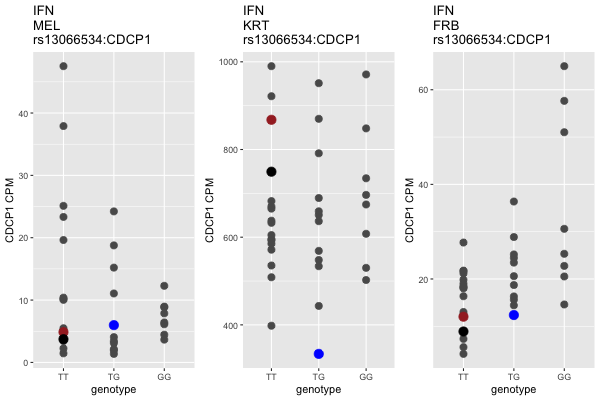 IFN
MEL
rs13066534:CDCP1
CDCP1 CPM
40
30
20
10
0
TT TG GG
genotype
IFN
KRT
rs13066534:CDCP1
CDCP1 CPM
1000
800
600
400
TT TG GG
genotype
IFN
FRB
rs13066534:CDCP1
CDCP1 CPM
60
40
20
TT TG GG
genotype